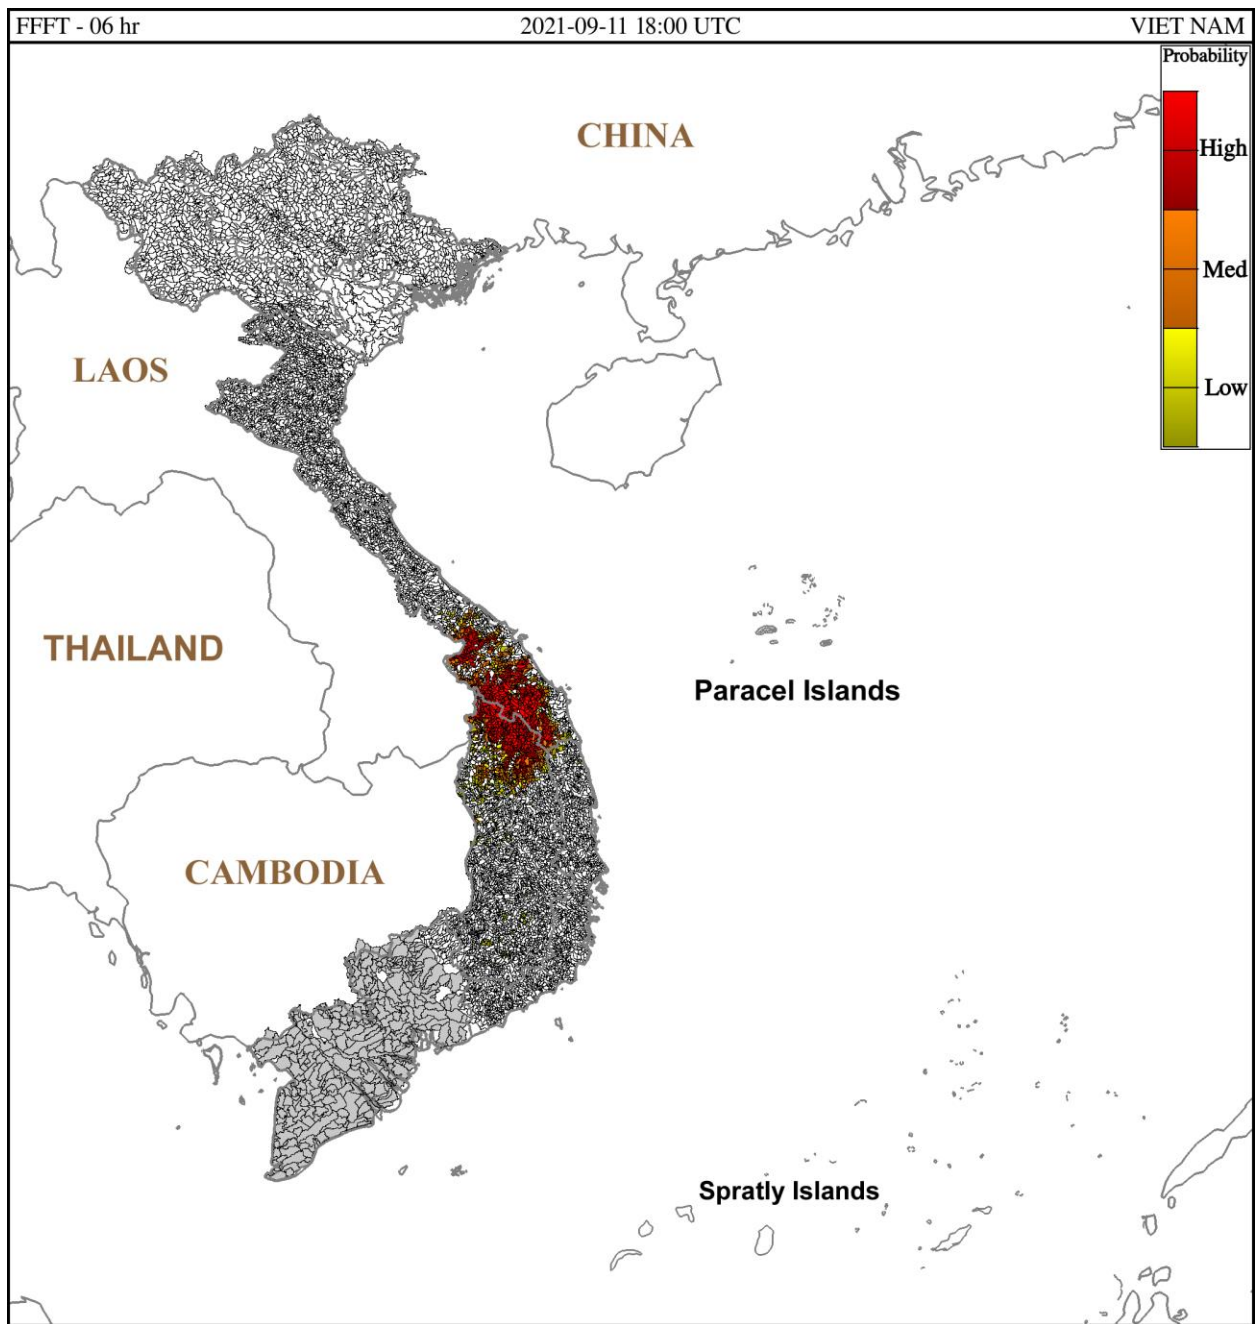 FFFT - 06 hr
2021-09-11 18:00 UTC
VIET NAM
Probability
High
Med
Low
CHINA
LAOS
THAILAND
Paracel Islands
CAMBODIA
Spratly Islands